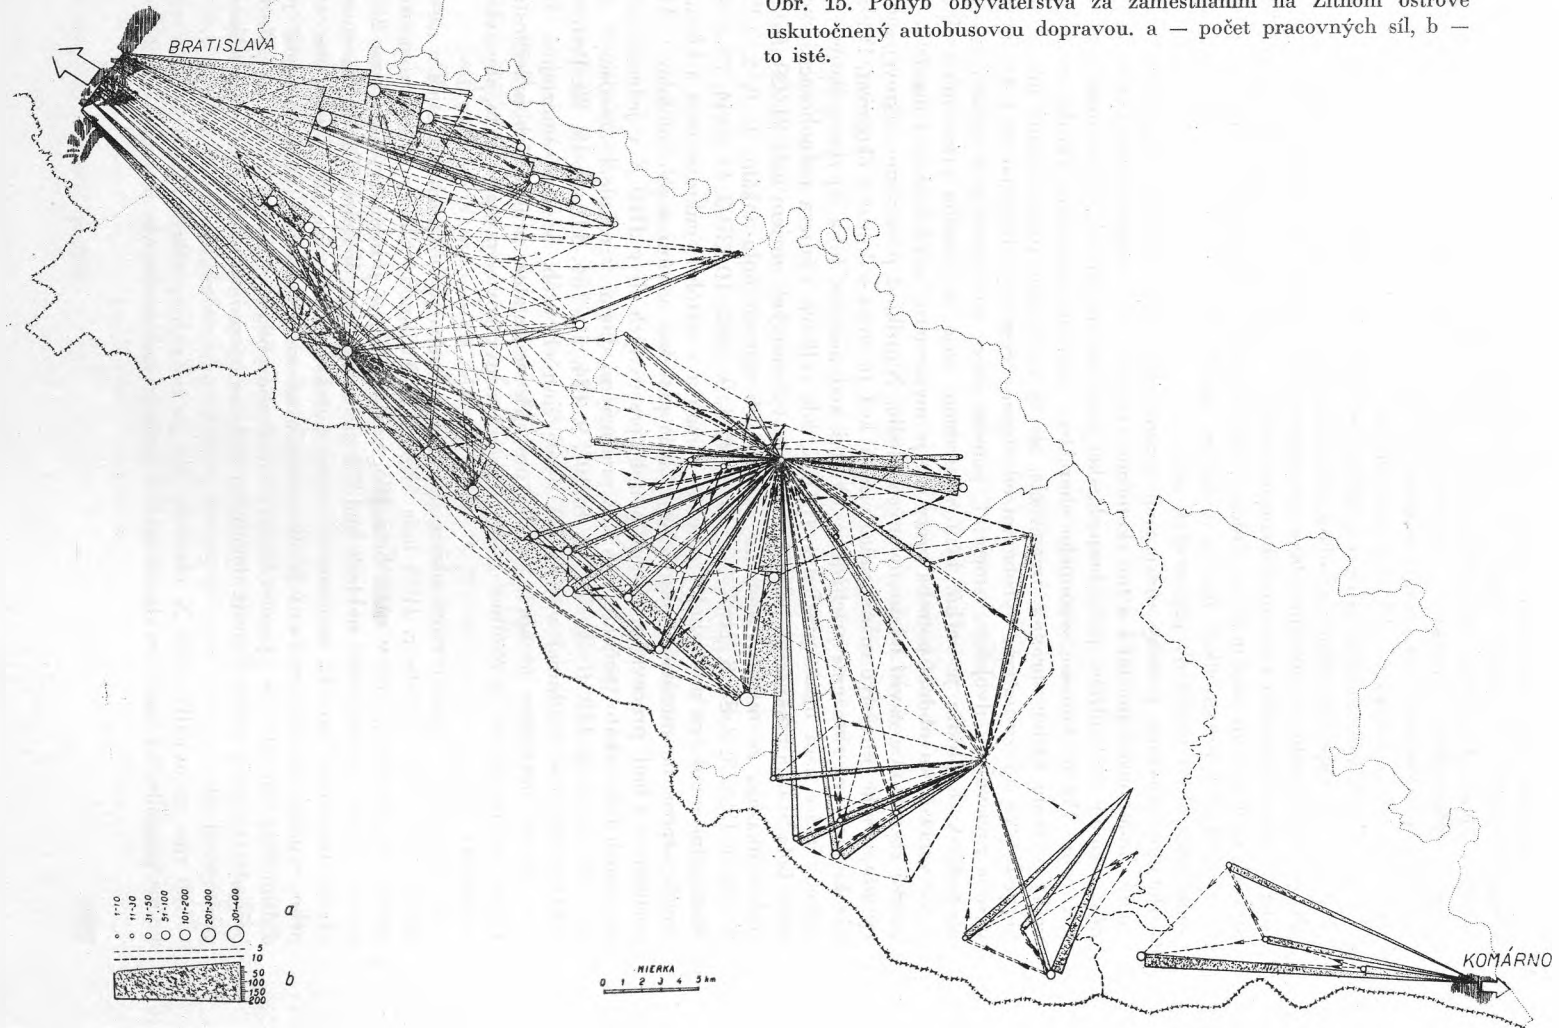 Obr. 15. Pohyb obyvateľstva za zamestnaním na Žitnom ostrove
uskutočnený autobusovou dopravou. a — počet pracovných síl, b —
to isté.
BRATISLAVA
1-10
11-30
31-50
51-100
101-200
201-300
301-400
a
5
10
50
100
150
200
b
MIERKA
0 1 2 3 4 5 km
KOMÁRNO